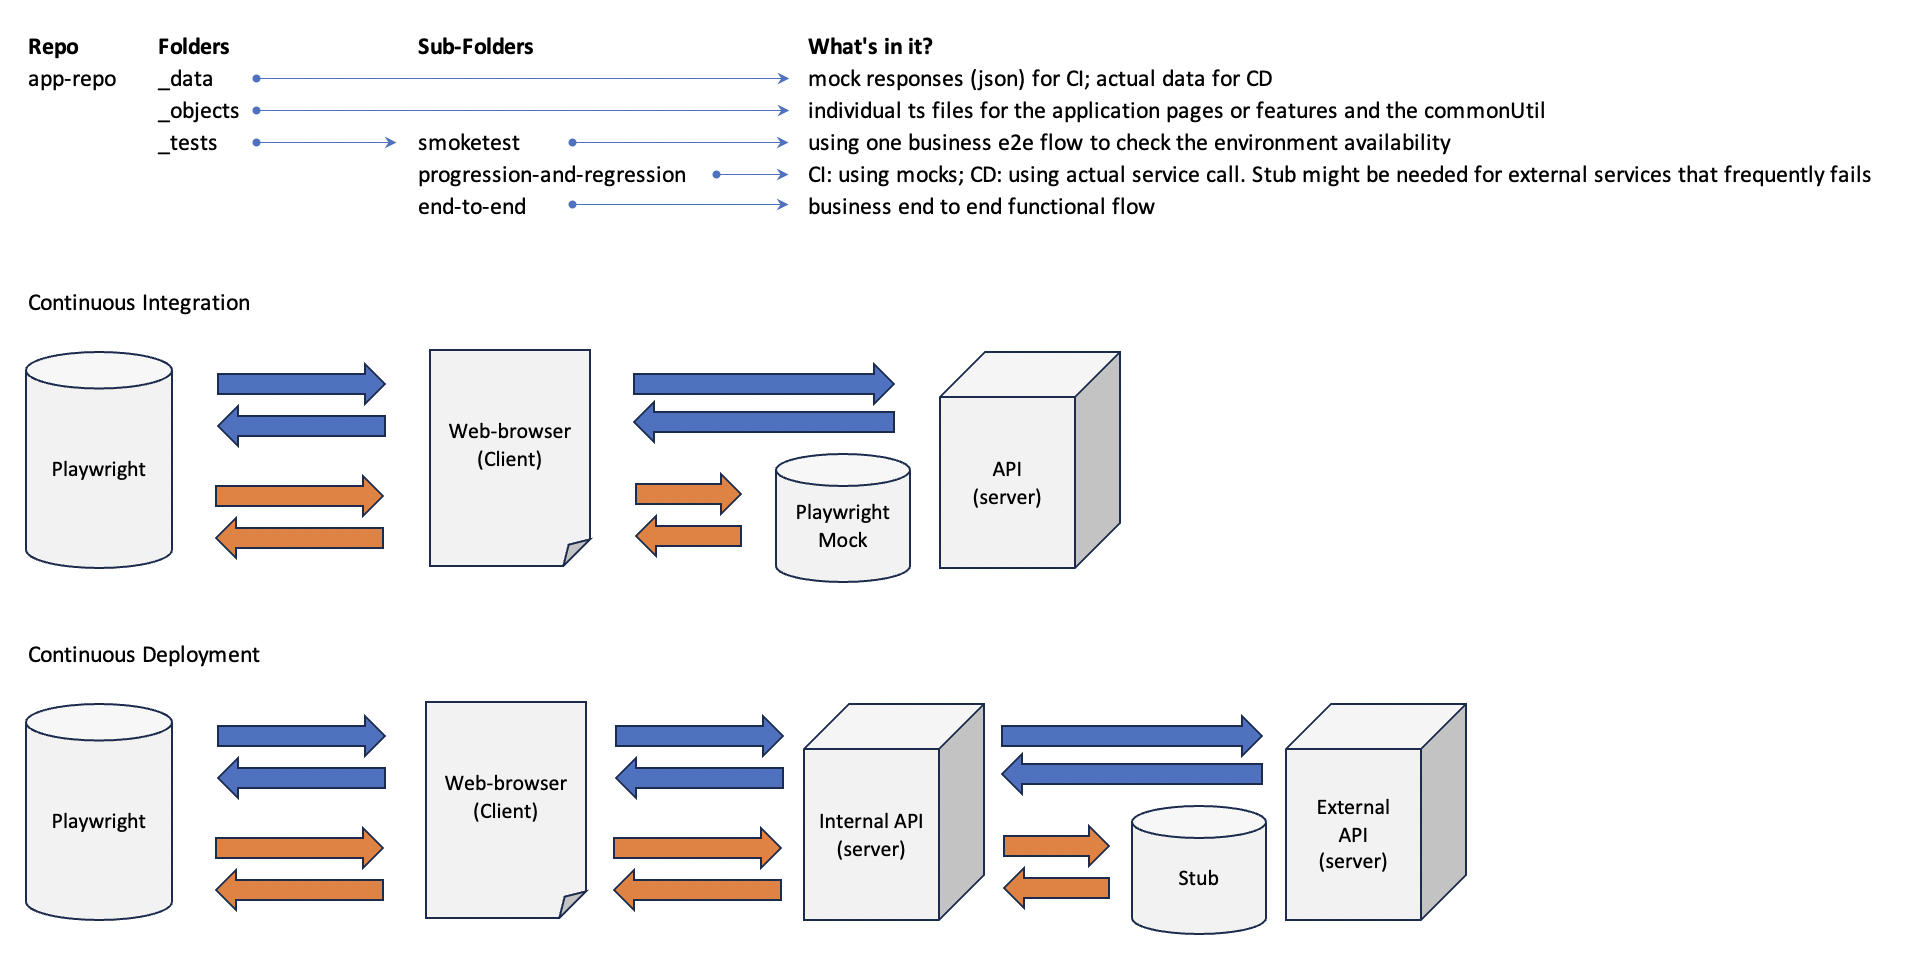 Repo Folders Sub-Folders What's in it?
app-repo _data mock responses (json) for CI; actual data for CD
_objects individual ts files for the application pages or features and the commonUtil
_tests smoketest using one business e2e flow to check the environment availability
progression-and-regression CI: using mocks; CD: using actual service call. Stub might be needed for external services that frequently fails
end-to-end business end to end functional flow
Continuous Integration
Playwright
Web-browser
(Client)
Playwright
Mock
API
(server)
Continuous Deployment
Playwright
Web-browser
(Client)
Internal API
(server)
Stub
External
API
(server)